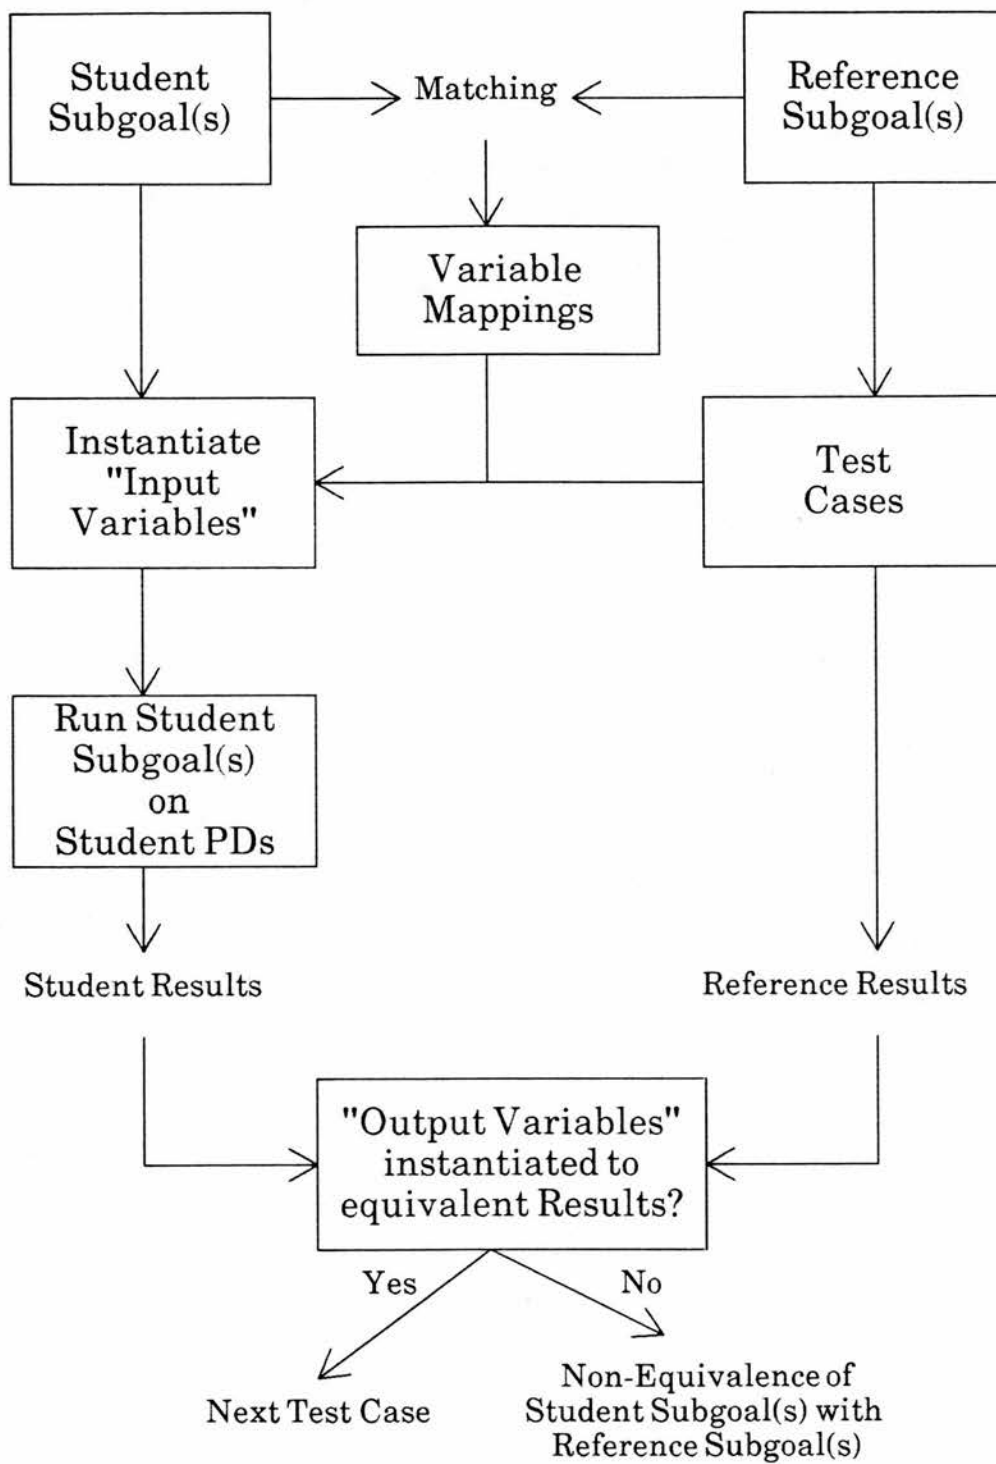 Student
Subgoal(s)
Matching
Reference
Subgoal(s)
Variable
Mappings
Instantiate
"Input
Variables"
Test
Cases
Run Student
Subgoal(s)
on
Student PDs
Student Results
Reference Results
"Output Variables"
instantiated to
equivalent Results?
Yes
No
Next Test Case
Non-Equivalence of
Student Subgoal(s) with
Reference Subgoal(s)